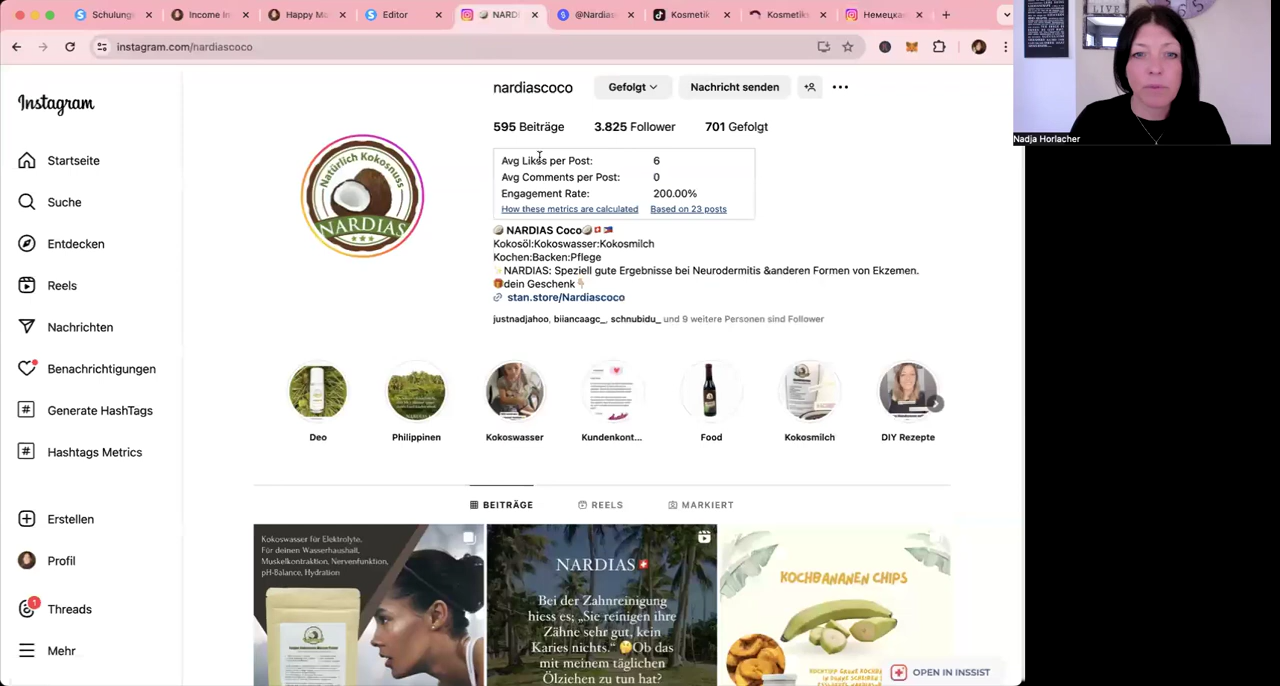 Schulung
Income In
Happy Mo
Editor
NARDI
@Nardias
Kosmetik
Kosmetiks
Немецкая
instagram.com/nardiascoco
LIVE
Nadja Horlacher
Instagram
Startseite
Suche
Entdecken
Reels
Nachrichten
Benachrichtigungen
Generate HashTags
Hashtags Metrics
Erstellen
Profil
1
Threads
Mehr
Natürlich Kokosnuss
NARDIAS
nardiascoco
Gefolgt
Nachricht senden
595 Beiträge 3.825 Follower 701 Gefolgt
Avg Likes per Post: 6
Avg Comments per Post: 0
Engagement Rate: 200.00%
How these metrics are calculated Based on 23 posts
🥥 NARDIAS Coco🥥🇨🇭🇵🇭
Kokosöl:Kokoswasser:Kokosmilch
Kochen:Backen:Pflege
✨NARDIAS: Speziell gute Ergebnisse bei Neurodermitis &anderen Formen von Ekzemen.
🎁dein Geschenk👇🏼
stan.store/Nardiascoco
justnadjahoo, biiancaagc_, schnubidu_ und 9 weitere Personen sind Follower
Deo
Philippinen
Kokoswasser
Kundenkont...
Food
Kokosmilch
DIY Rezepte
BEITRÄGE
REELS
MARKIERT
Kokoswasser für Elektrolyte,
Für deinen Wasserhaushalt,
Muskelkontraktion, Nervenfunktion,
pH-Balance, Hydration
NARDIAS🇨🇭
Bei der Zahnreinigung
hiess es; „Sie reinigen ihre
Zähne sehr gut, kein
Karies nichts.“ 🤔Ob das
mit meinem täglichen
Ölziehen zu tun hat?
KOCHBANANEN CHIPS
OPEN IN INSSIST